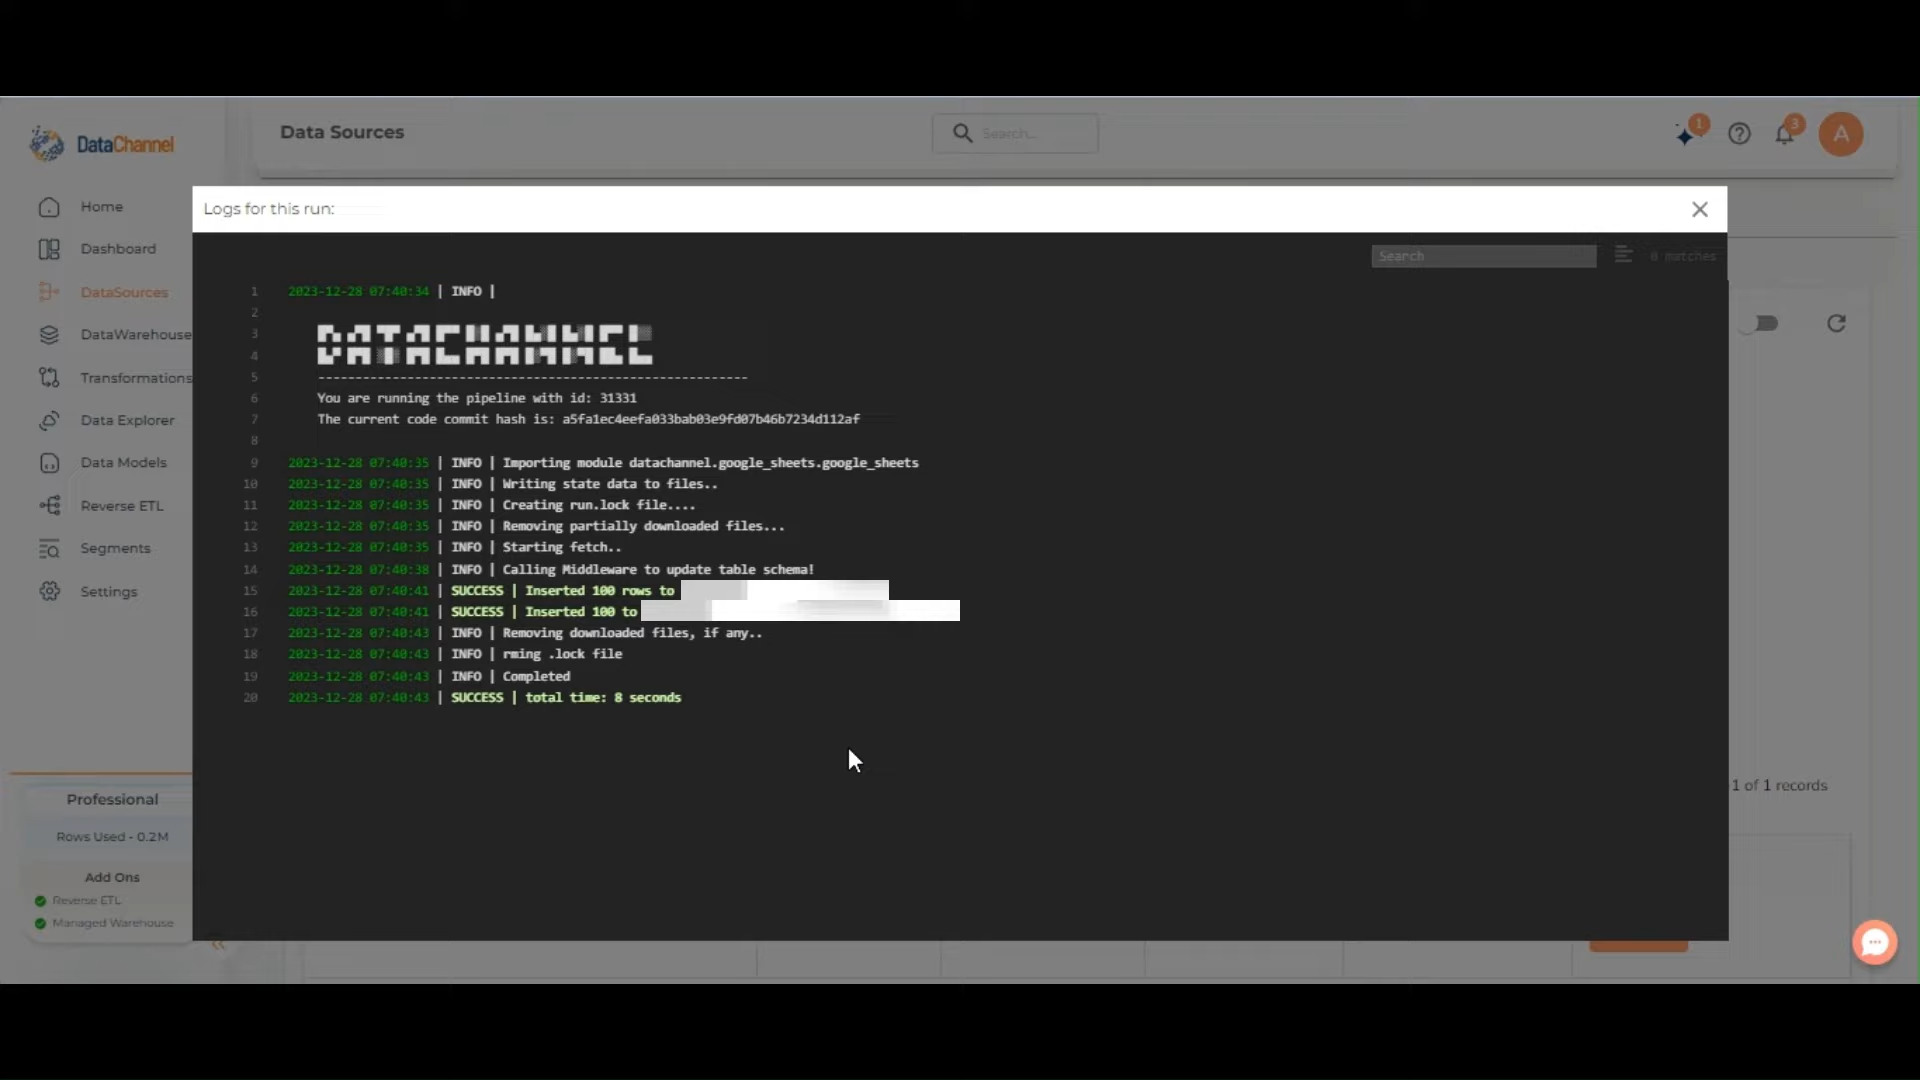 DataChannel
Data Sources
Search...
1
3
A
Home
Dashboard
DataSources
DataWarehouse
Transformations
Data Explorer
Data Models
Reverse ETL
Segments
Settings
Professional
Rows Used - 0.2M
Add Ons
Reverse ETL
Managed Warehouse
Logs for this run:
Search
0 matches
1 2023-12-28 07:40:34 | INFO |
2
3 DATACHANNEL
4
5 ----------------------------------------------------------
6 You are running the pipeline with id: 31331
7 The current code commit hash is: a5fa1ec4eefa033bab03e9fd07b46b7234d112af
8
9 2023-12-28 07:40:35 | INFO | Importing module datachannel.google_sheets.google_sheets
10 2023-12-28 07:40:35 | INFO | Writing state data to files..
11 2023-12-28 07:40:35 | INFO | Creating run.lock file....
12 2023-12-28 07:40:35 | INFO | Removing partially downloaded files...
13 2023-12-28 07:40:35 | INFO | Starting fetch..
14 2023-12-28 07:40:38 | INFO | Calling Middleware to update table schema!
15 2023-12-28 07:40:41 | SUCCESS | Inserted 100 rows to
16 2023-12-28 07:40:41 | SUCCESS | Inserted 100 to
17 2023-12-28 07:40:43 | INFO | Removing downloaded files, if any..
18 2023-12-28 07:40:43 | INFO | rming .lock file
19 2023-12-28 07:40:43 | INFO | Completed
20 2023-12-28 07:40:43 | SUCCESS | total time: 8 seconds
1 of 1 records